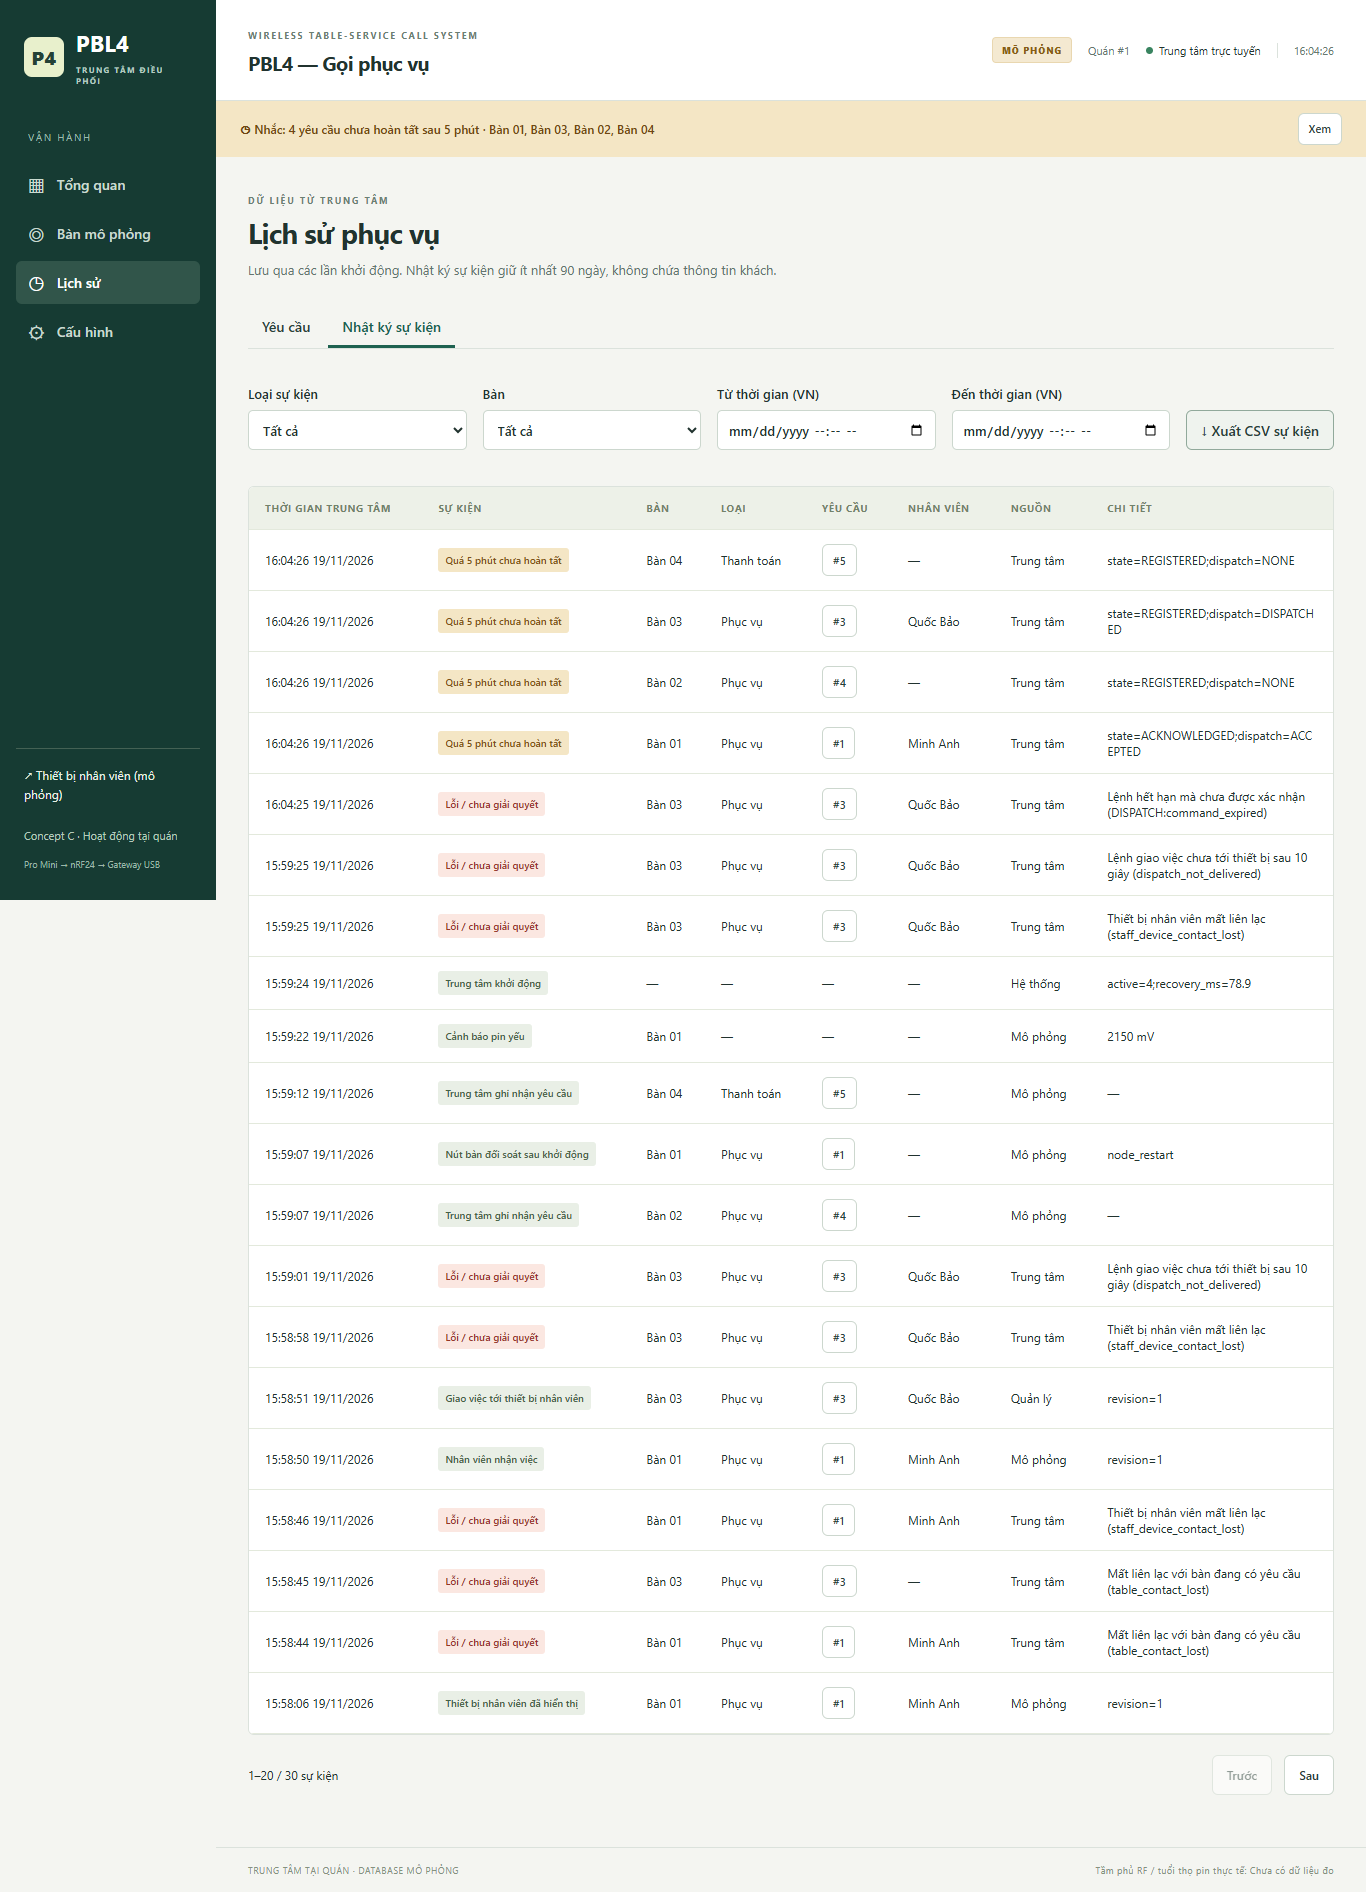 P4
PBL4
TRUNG TÂM ĐIỀU
PHỐI
VẬN HÀNH
Tổng quan
Bàn mô phỏng
Lịch sử
Cấu hình
↗ Thiết bị nhân viên (mô
phỏng)
Concept C · Hoạt động tại quán
Pro Mini → nRF24 → Gateway USB
WIRELESS TABLE-SERVICE CALL SYSTEM
PBL4 — Gọi phục vụ
MÔ PHỎNG
Quán #1
Trung tâm trực tuyến
16:04:26
Nhắc: 4 yêu cầu chưa hoàn tất sau 5 phút · Bàn 01, Bàn 03, Bàn 02, Bàn 04
Xem
DỮ LIỆU TỪ TRUNG TÂM
Lịch sử phục vụ
Lưu qua các lần khởi động. Nhật ký sự kiện giữ ít nhất 90 ngày, không chứa thông tin khách.
Yêu cầu
Nhật ký sự kiện
Loại sự kiện
Bàn
Từ thời gian (VN)
Đến thời gian (VN)
Tất cả
Tất cả
mm/dd/yyyy --:-- --
mm/dd/yyyy --:-- --
↓ Xuất CSV sự kiện
THỜI GIAN TRUNG TÂM SỰ KIỆN BÀN LOẠI YÊU CẦU NHÂN VIÊN NGUỒN CHI TIẾT
16:04:26 19/11/2026 Quá 5 phút chưa hoàn tất Bàn 04 Thanh toán #5 — Trung tâm state=REGISTERED;dispatch=NONE
16:04:26 19/11/2026 Quá 5 phút chưa hoàn tất Bàn 03 Phục vụ #3 Quốc Bảo Trung tâm state=REGISTERED;dispatch=DISPATCH
ED
16:04:26 19/11/2026 Quá 5 phút chưa hoàn tất Bàn 02 Phục vụ #4 — Trung tâm state=REGISTERED;dispatch=NONE
16:04:26 19/11/2026 Quá 5 phút chưa hoàn tất Bàn 01 Phục vụ #1 Minh Anh Trung tâm state=ACKNOWLEDGED;dispatch=ACC
EPTED
16:04:25 19/11/2026 Lỗi / chưa giải quyết Bàn 03 Phục vụ #3 Quốc Bảo Trung tâm Lệnh hết hạn mà chưa được xác nhận
(DISPATCH:command_expired)
15:59:25 19/11/2026 Lỗi / chưa giải quyết Bàn 03 Phục vụ #3 Quốc Bảo Trung tâm Lệnh giao việc chưa tới thiết bị sau 10
giây (dispatch_not_delivered)
15:59:25 19/11/2026 Lỗi / chưa giải quyết Bàn 03 Phục vụ #3 Quốc Bảo Trung tâm Thiết bị nhân viên mất liên lạc
(staff_device_contact_lost)
15:59:24 19/11/2026 Trung tâm khởi động — — — — Hệ thống active=4;recovery_ms=78.9
15:59:22 19/11/2026 Cảnh báo pin yếu Bàn 01 — — — Mô phỏng 2150 mV
15:59:12 19/11/2026 Trung tâm ghi nhận yêu cầu Bàn 04 Thanh toán #5 — Mô phỏng —
15:59:07 19/11/2026 Nút bàn đối soát sau khởi động Bàn 01 Phục vụ #1 — Mô phỏng node_restart
15:59:07 19/11/2026 Trung tâm ghi nhận yêu cầu Bàn 02 Phục vụ #4 — Mô phỏng —
15:59:01 19/11/2026 Lỗi / chưa giải quyết Bàn 03 Phục vụ #3 Quốc Bảo Trung tâm Lệnh giao việc chưa tới thiết bị sau 10
giây (dispatch_not_delivered)
15:58:58 19/11/2026 Lỗi / chưa giải quyết Bàn 03 Phục vụ #3 Quốc Bảo Trung tâm Thiết bị nhân viên mất liên lạc
(staff_device_contact_lost)
15:58:51 19/11/2026 Giao việc tới thiết bị nhân viên Bàn 03 Phục vụ #3 Quốc Bảo Quản lý revision=1
15:58:50 19/11/2026 Nhân viên nhận việc Bàn 01 Phục vụ #1 Minh Anh Mô phỏng revision=1
15:58:46 19/11/2026 Lỗi / chưa giải quyết Bàn 01 Phục vụ #1 Minh Anh Trung tâm Thiết bị nhân viên mất liên lạc
(staff_device_contact_lost)
15:58:45 19/11/2026 Lỗi / chưa giải quyết Bàn 03 Phục vụ #3 — Trung tâm Mất liên lạc với bàn đang có yêu cầu
(table_contact_lost)
15:58:44 19/11/2026 Lỗi / chưa giải quyết Bàn 01 Phục vụ #1 Minh Anh Trung tâm Mất liên lạc với bàn đang có yêu cầu
(table_contact_lost)
15:58:06 19/11/2026 Thiết bị nhân viên đã hiển thị Bàn 01 Phục vụ #1 Minh Anh Mô phỏng revision=1
1–20 / 30 sự kiện
Trước
Sau
TRUNG TÂM TẠI QUÁN · DATABASE MÔ PHỎNG
Tầm phủ RF / tuổi thọ pin thực tế: Chưa có dữ liệu đo